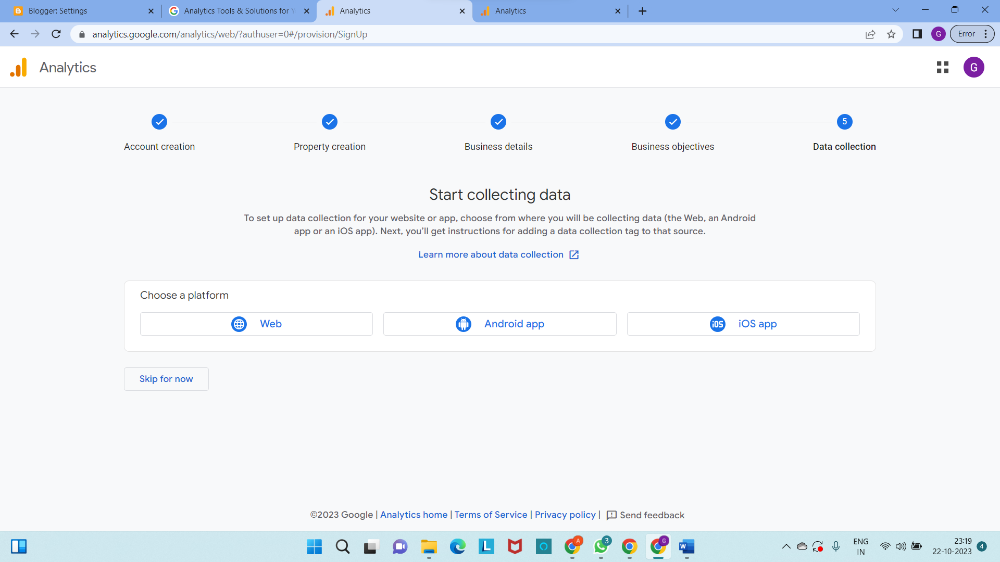 Blogger: Settings
Analytics Tools & Solutions for Y
Analytics
Analytics
analytics.google.com/analytics/web/?authuser=0#/provision/SignUp
G
Error
Analytics
G
5
Account creation
Property creation
Business details
Business objectives
Data collection
Start collecting data
To set up data collection for your website or app, choose from where you will be collecting data (the Web, an Android
app or an iOS app). Next, you’ll get instructions for adding a data collection tag to that source.
Learn more about data collection
Choose a platform
Web
Android app
iOS
iOS app
Skip for now
©2023 Google | Analytics home | Terms of Service | Privacy policy | Send feedback
L
A
3
G
W
ENG
IN
23:19
22-10-2023
4